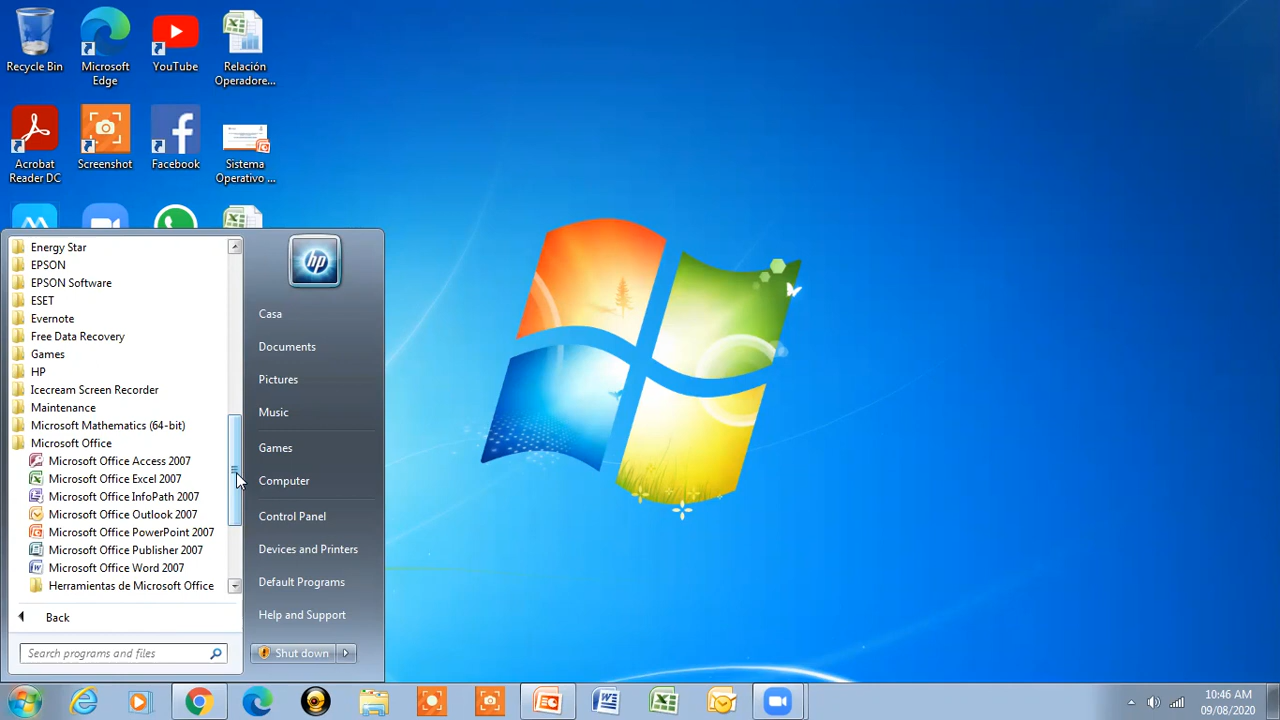 Recycle Bin
Microsoft
Edge
YouTube
Relación
Operadore...
Acrobat
Reader DC
Screenshot
Facebook
Sistema
Operativo ...
Energy Star
EPSON
EPSON Software
ESET
Evernote
Free Data Recovery
Games
HP
Icecream Screen Recorder
Maintenance
Microsoft Mathematics (64-bit)
Microsoft Office
Microsoft Office Access 2007
Microsoft Office Excel 2007
Microsoft Office InfoPath 2007
Microsoft Office Outlook 2007
Microsoft Office PowerPoint 2007
Microsoft Office Publisher 2007
Microsoft Office Word 2007
Herramientas de Microsoft Office
Back
Search programs and files
hp
Casa
Documents
Pictures
Music
Games
Computer
Control Panel
Devices and Printers
Default Programs
Help and Support
Shut down
10:46 AM
09/08/2020